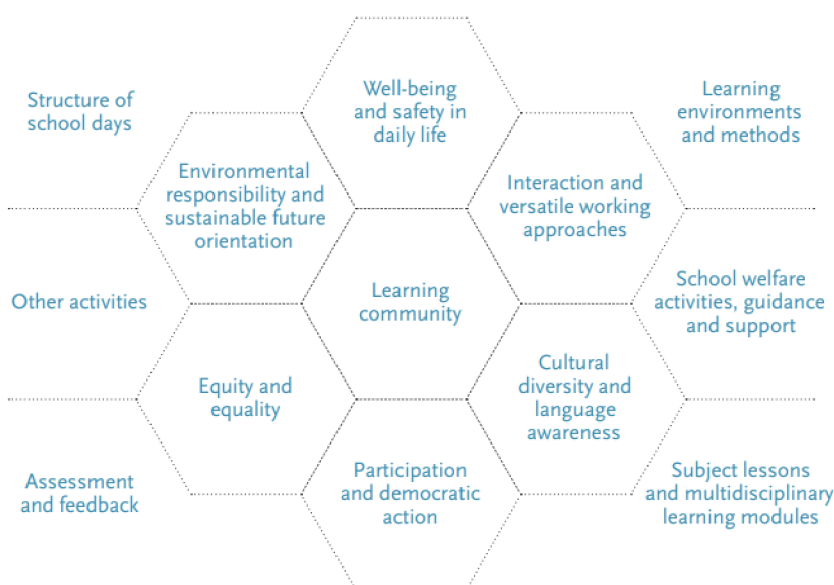 Well-being
and safety in
daily life
Structure of
school days
Learning
environments
and methods
Environmental
responsibility and
sustainable future
orientation
Interaction and
versatile working
approaches
Other activities
Learning
community
School welfare
activities, guidance
and support
Equity and
equality
Cultural
diversity and
language
awareness
Assessment
and feedback
Participation
and democratic
action
Subject lessons
and multidisciplinary
learning modules